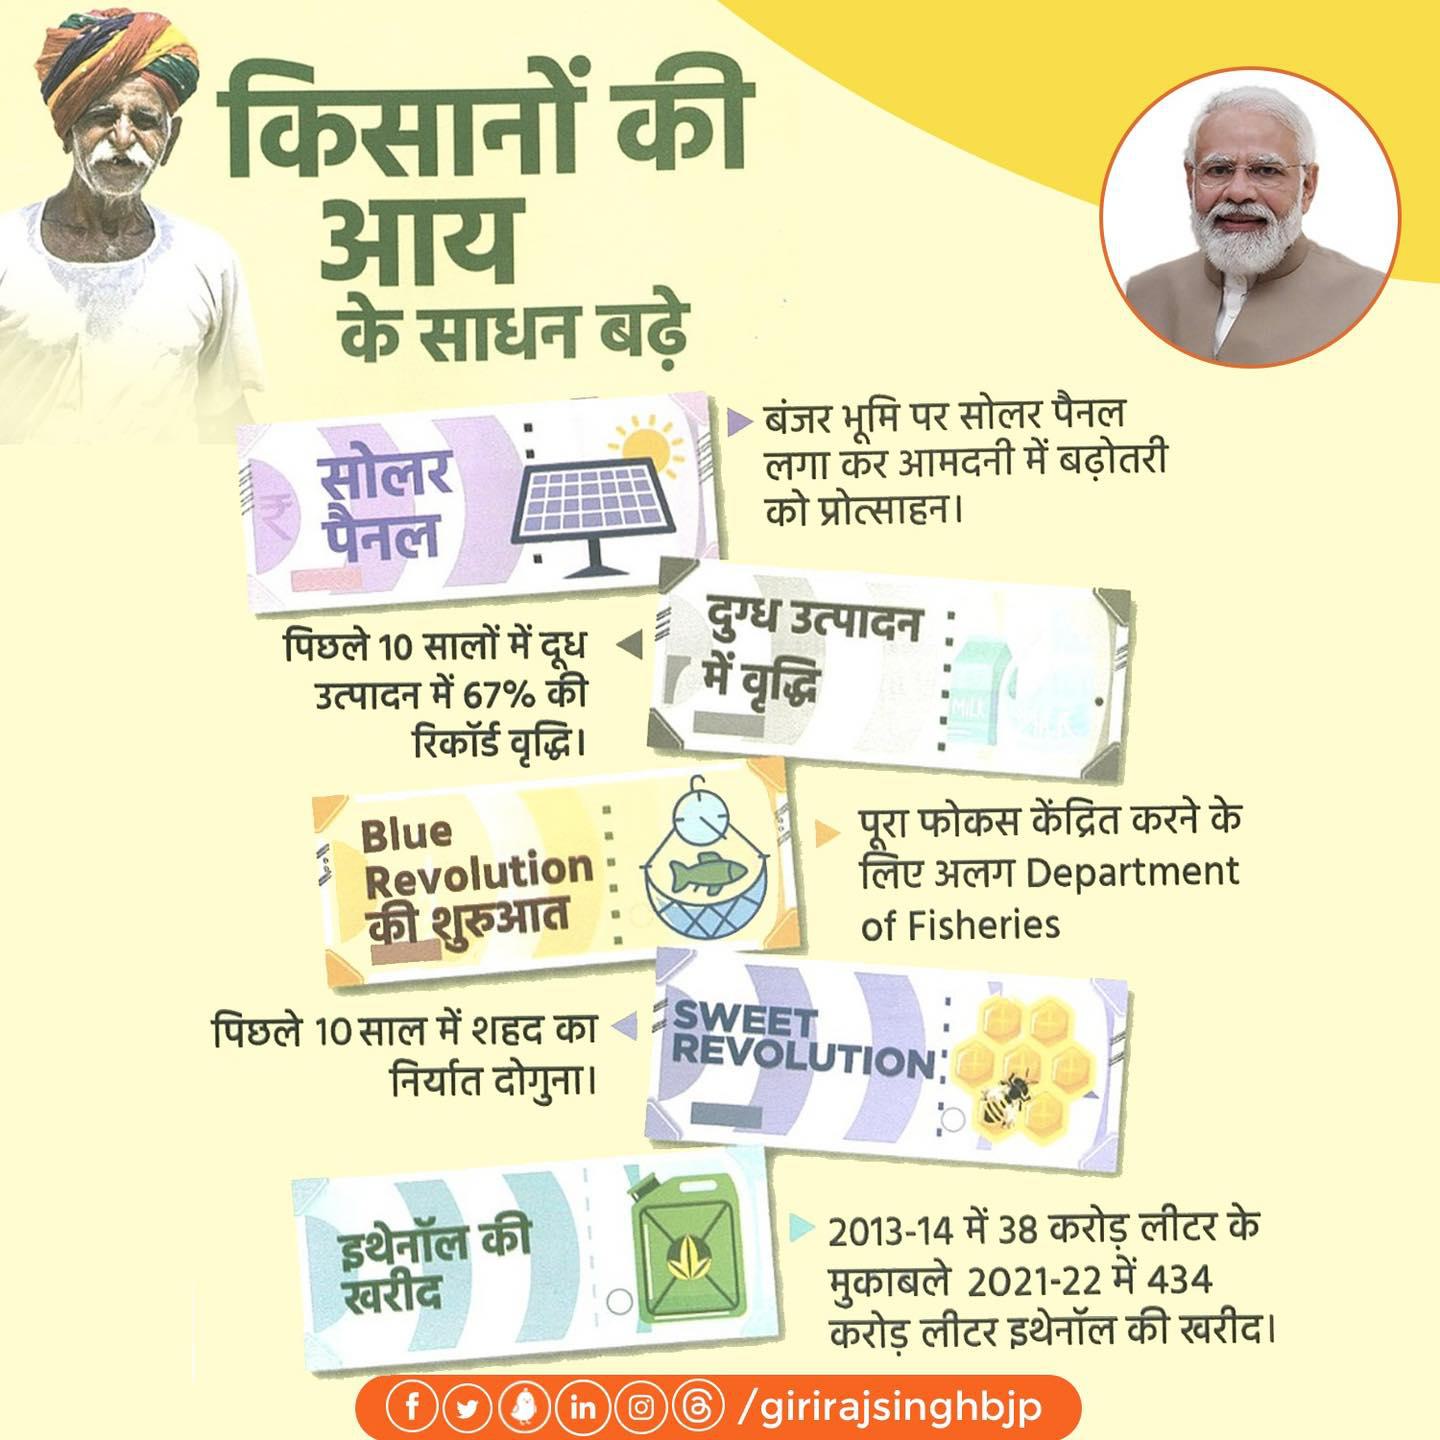 किसानों की
आय
के साधन बढ़े
सोलर
पैनल
₹
बंजर भूमि पर सोलर पैनल
लगा कर आमदनी में बढ़ोतरी
को प्रोत्साहन।
दुग्ध उत्पादन
में वृद्धि
MILK
पिछले 10 सालों में दूध
उत्पादन में 67% की
रिकॉर्ड वृद्धि।
Blue
Revolution
की शुरुआत
पूरा फोकस केंद्रित करने के
लिए अलग Department
of Fisheries
SWEET
REVOLUTION
पिछले 10 साल में शहद का
निर्यात दोगुना।
इथेनॉल की
खरीद
2013-14 में 38 करोड़ लीटर के
मुकाबले 2021-22 में 434
करोड़ लीटर इथेनॉल की खरीद।
/girirajsinghbjp